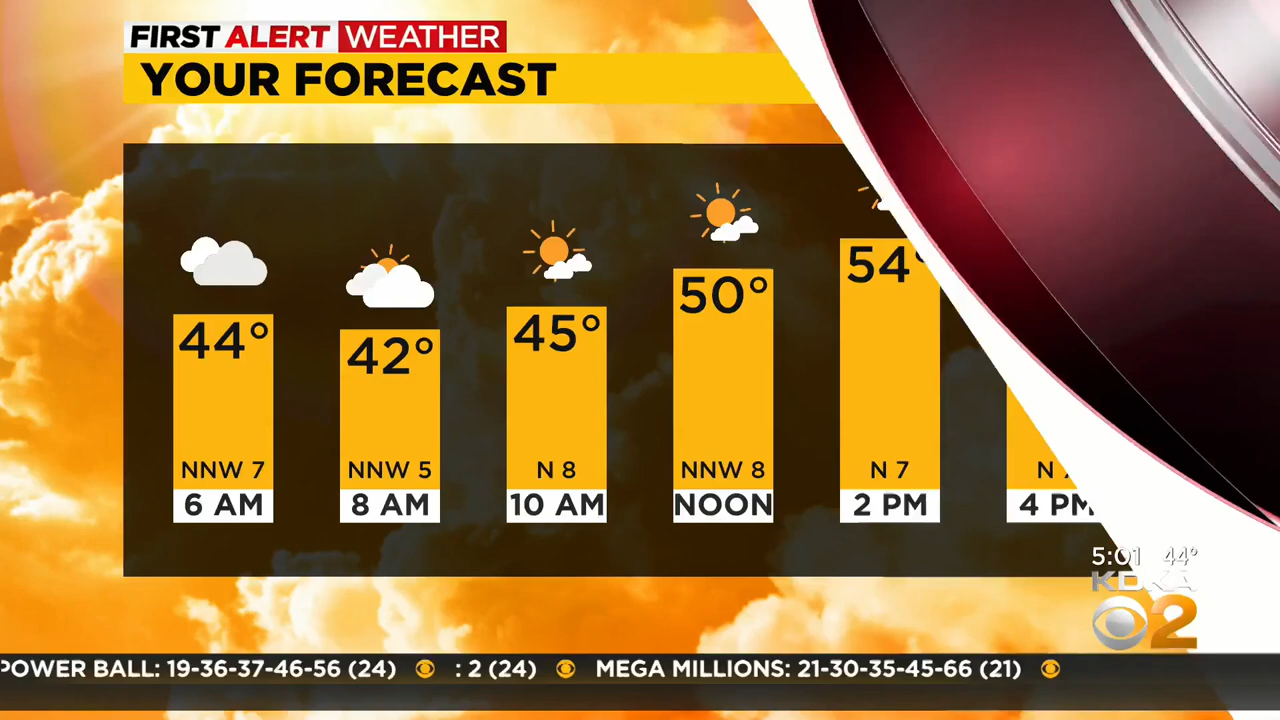 FIRST ALERT WEATHER
YOUR FORECAST
44° 42° 45° 50° 54°
NNW 7 NNW 5 N 8 NNW 8 N 7 N
6 AM 8 AM 10 AM NOON 2 PM 4 PM
5:01 44°
KDKA
2
POWER BALL: 19-36-37-46-56 (24) : 2 (24) MEGA MILLIONS: 21-30-35-45-66 (21)